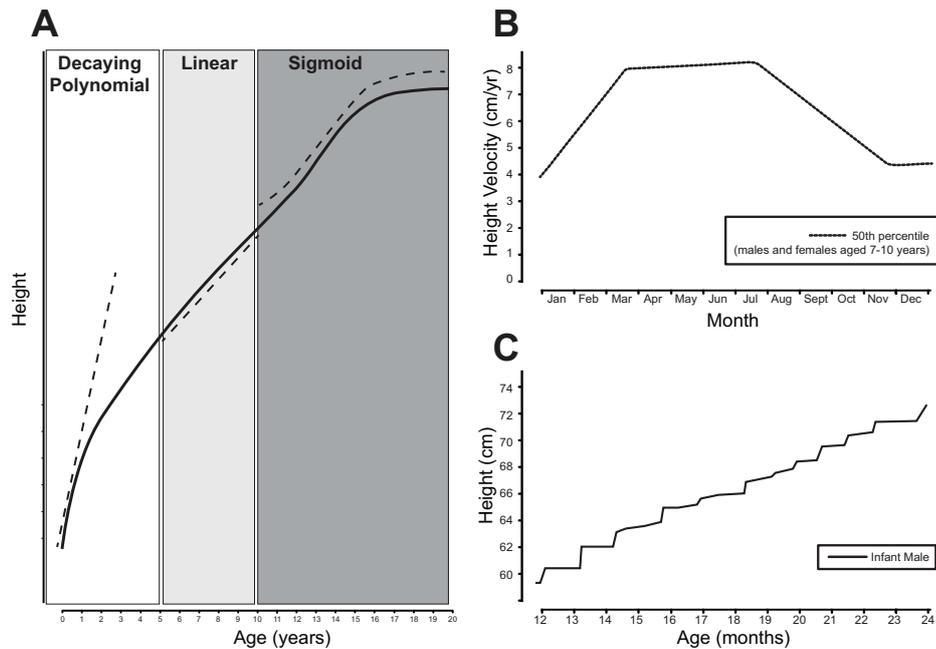 A
Decaying
Polynomial
Linear
Sigmoid
Height
0 1 2 3 4 5 6 7 8 9 10 11 12 13 14 15 16 17 18 19 20
Age (years)
B
Height Velocity (cm/yr)
8
7
6
5
4
3
2
1
0
50th percentile
(males and females aged 7-10 years)
Jan Feb Mar Apr May Jun Jul Aug Sept Oct Nov Dec
Month
C
Height (cm)
74
72
70
68
66
64
62
60
Infant Male
12 13 14 15 16 17 18 19 20 21 22 23 24
Age (months)